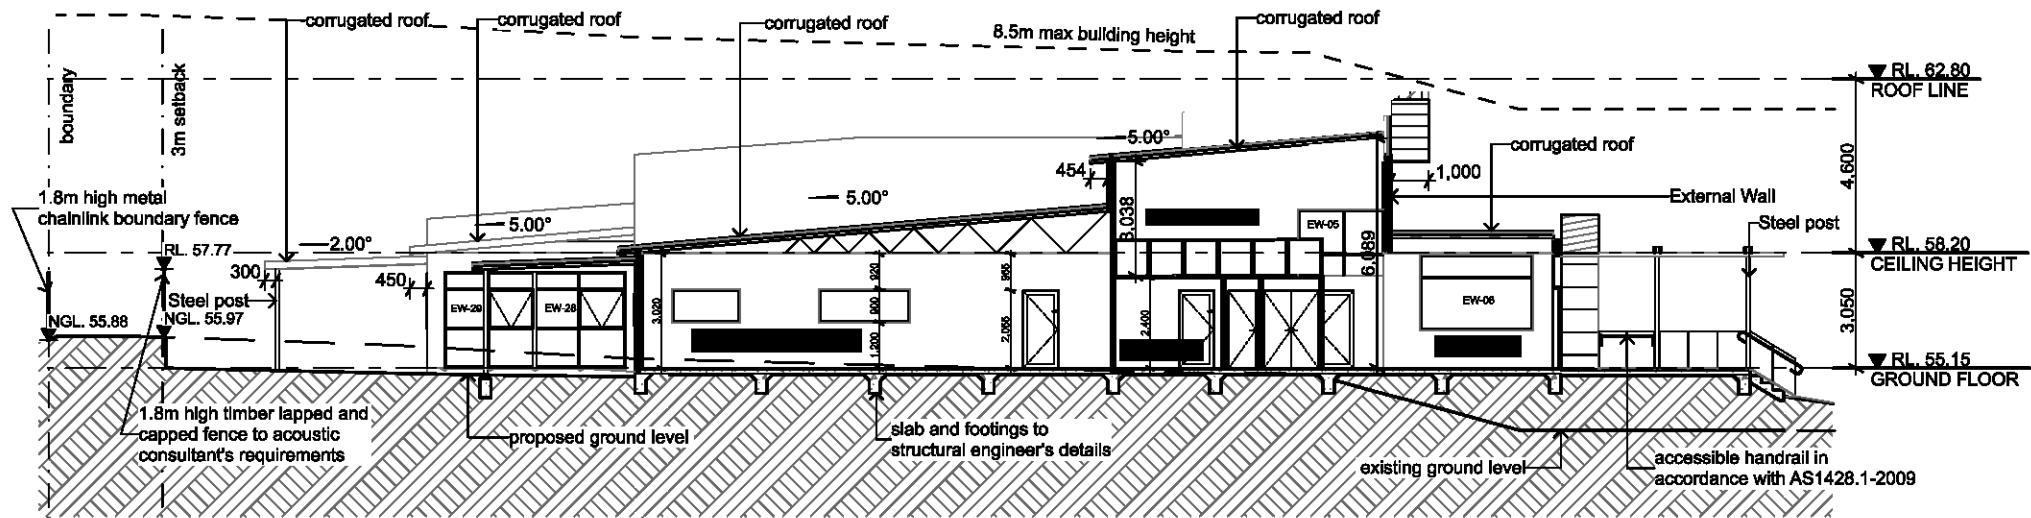 corrugated roof
corrugated roof
corrugated roof
corrugated roof
8.5m max building height
boundary
3m setback
RL. 62.80
ROOF LINE
5.00°
corrugated roof
454
1,000
4,600
1.8m high metal
chainlink boundary fence
5.00°
External Wall
3,038
5.00°
Steel post
EW-05
2.00°
RL. 57.77
6,089
RL. 58.20
CEILING HEIGHT
300
450
920
955
Steel post
EW-29
EW-28
EW-06
3,020
900
3,050
NGL. 55.88
NGL. 55.97
2,055
2,400
1,200
RL. 55.15
GROUND FLOOR
1.8m high timber lapped and
capped fence to acoustic
consultant's requirements
proposed ground level
slab and footings to
structural engineer's details
existing ground level
accessible handrail in
accordance with AS1428.1-2009